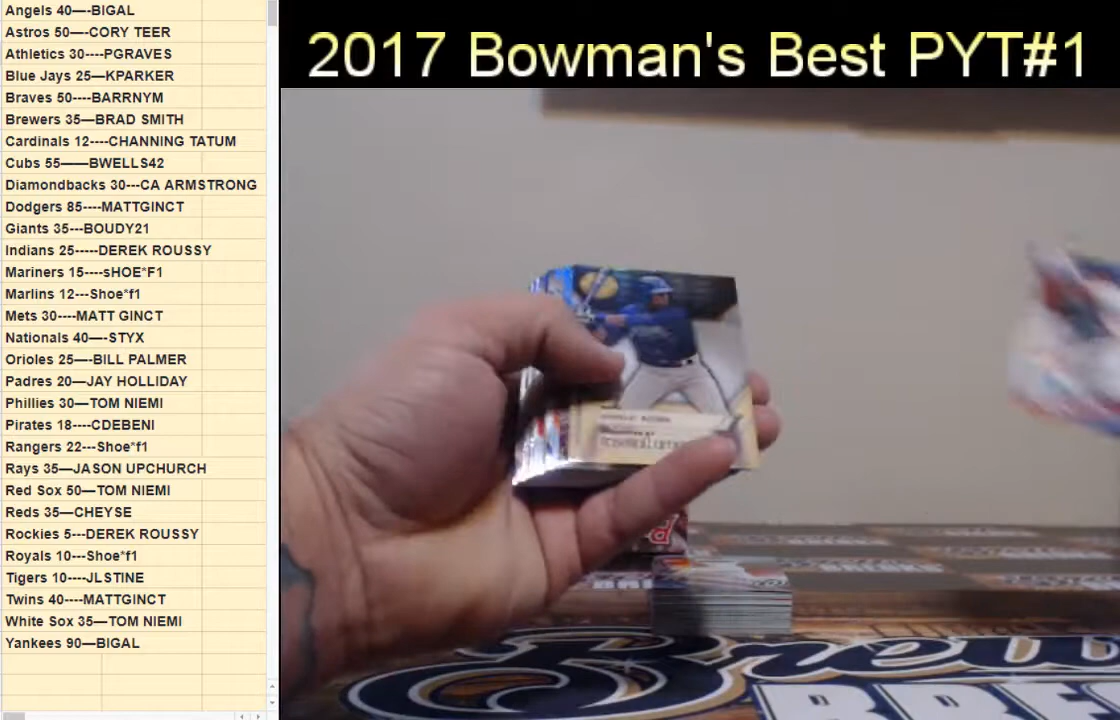 Angels 40—-BIGAL
Astros 50—-CORY TEER
Athletics 30----PGRAVES
Blue Jays 25—KPARKER
Braves 50----BARRNYM
Brewers 35—BRAD SMITH
Cardinals 12----CHANNING TATUM
Cubs 55——BWELLS42
Diamondbacks 30---CA ARMSTRONG
Dodgers 85----MATTGINCT
Giants 35---BOUDY21
Indians 25-----DEREK ROUSSY
Mariners 15----sHOE*F1
Marlins 12---Shoe*f1
Mets 30----MATT GINCT
Nationals 40—-STYX
Orioles 25—-BILL PALMER
Padres 20—JAY HOLLIDAY
Phillies 30—TOM NIEMI
Pirates 18----CDEBENI
Rangers 22---Shoe*f1
Rays 35—JASON UPCHURCH
Red Sox 50—TOM NIEMI
Reds 35—CHEYSE
Rockies 5---DEREK ROUSSY
Royals 10---Shoe*f1
Tigers 10----JLSTINE
Twins 40----MATTGINCT
White Sox 35—TOM NIEMI
Yankees 90—BIGAL
2017 Bowman's Best PYT#1